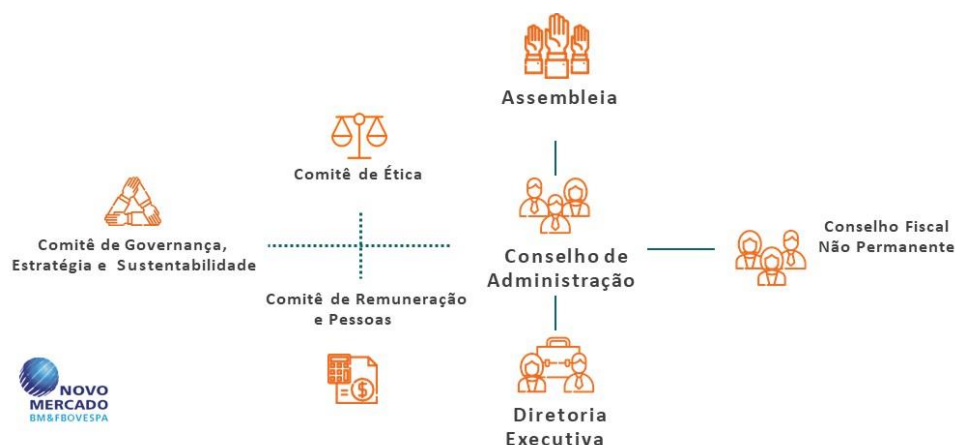 Assembleia
Comitê de Ética
Comitê de Governança,
Estratégia e Sustentabilidade
Conselho de
Administração
Conselho Fiscal
Não Permanente
Comitê de Remuneração
e Pessoas
$
NOVO
MERCADO
BM&FBOVESPA
Diretoria
Executiva